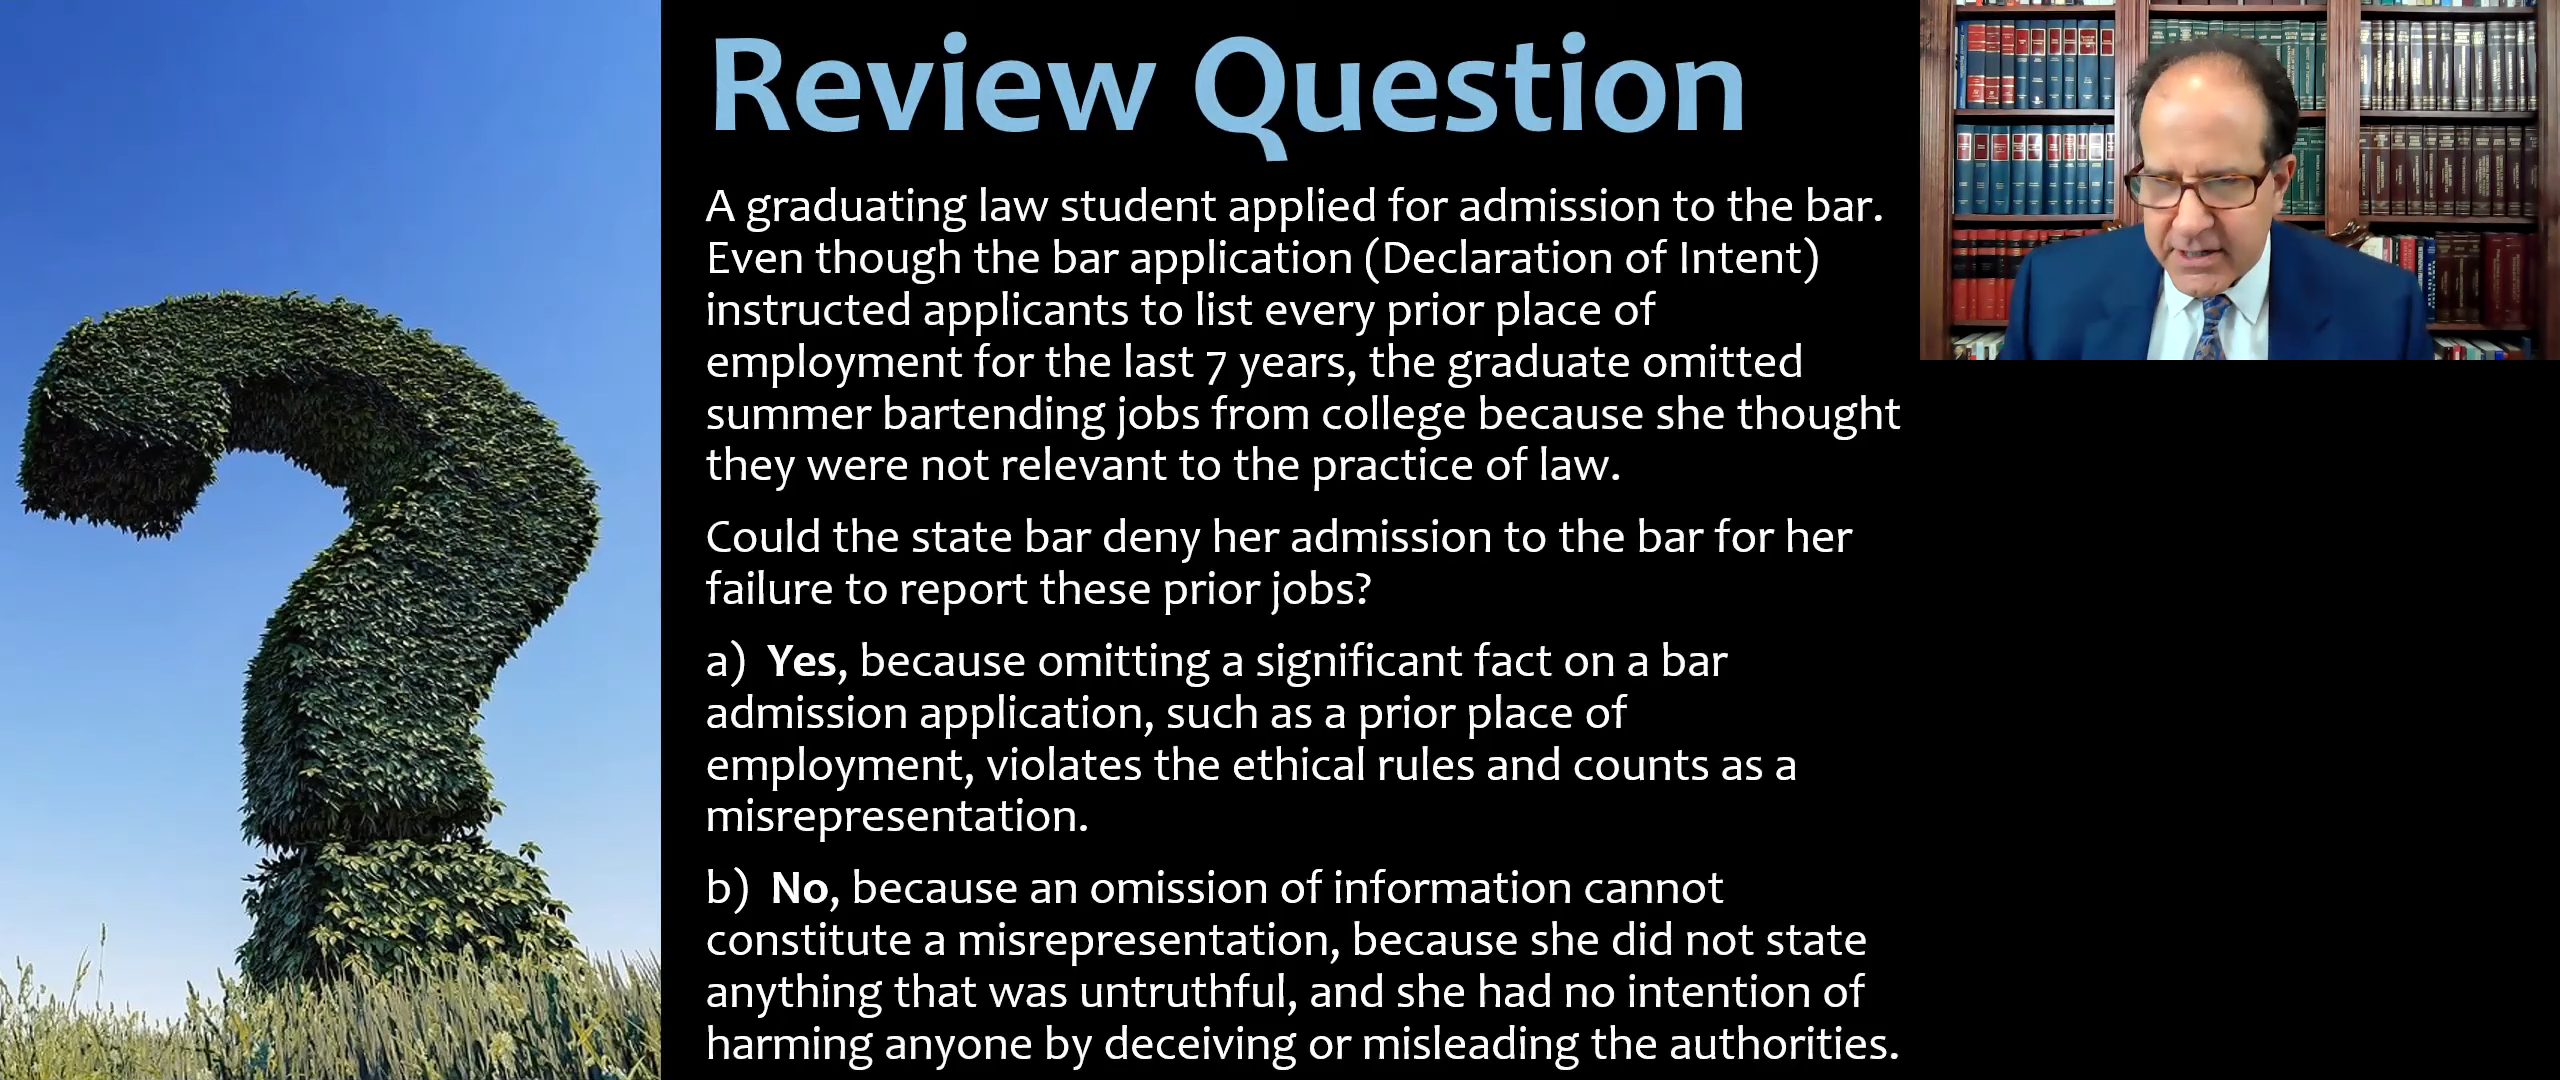 Review Question
A graduating law student applied for admission to the bar.
Even though the bar application (Declaration of Intent)
instructed applicants to list every prior place of
employment for the last 7 years, the graduate omitted
summer bartending jobs from college because she thought
they were not relevant to the practice of law.
Could the state bar deny her admission to the bar for her
failure to report these prior jobs?
a) Yes, because omitting a significant fact on a bar
admission application, such as a prior place of
employment, violates the ethical rules and counts as a
misrepresentation.
b) No, because an omission of information cannot
constitute a misrepresentation, because she did not state
anything that was untruthful, and she had no intention of
harming anyone by deceiving or misleading the authorities.